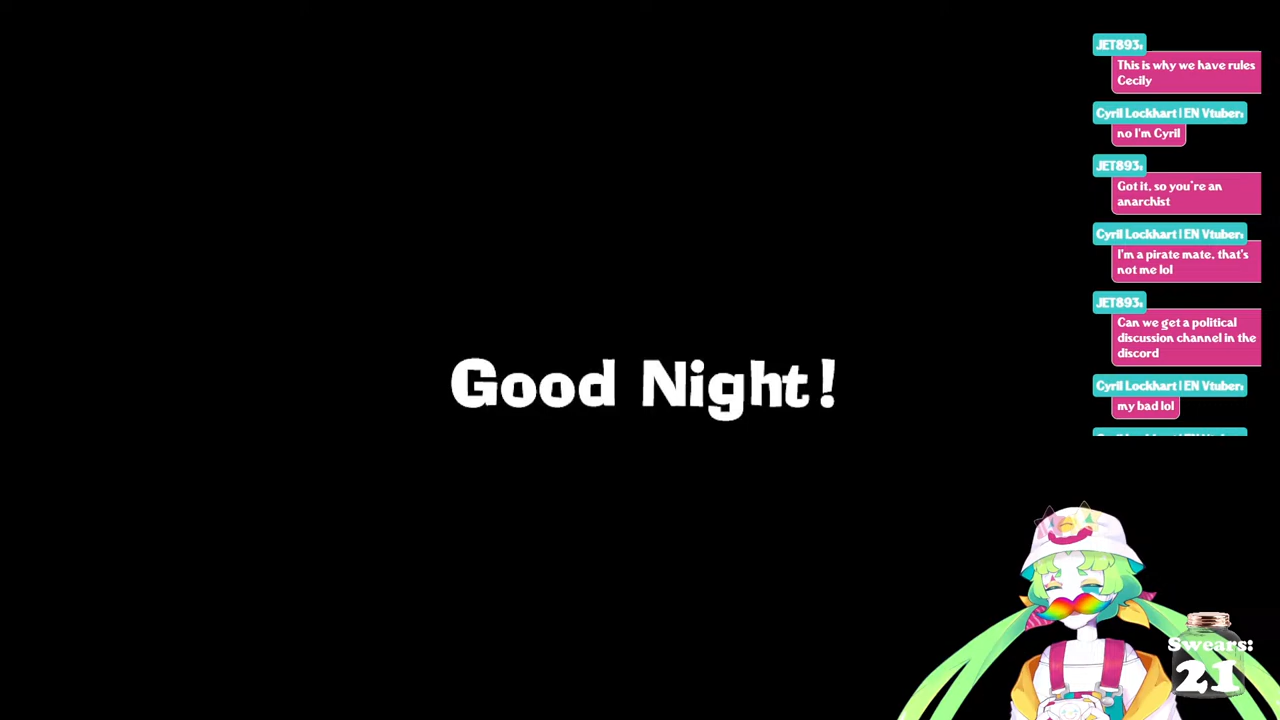 JET893:
This is why we have rules
Cecily
Cyril Lockhart | EN Vtuber:
no I'm Cyril
JET893:
Got it, so you're an
anarchist
Cyril Lockhart | EN Vtuber:
I'm a pirate mate, that's
not me lol
JET893:
Can we get a political
discussion channel in the
discord
Cyril Lockhart | EN Vtuber:
my bad lol
Good Night!
Swears:
21